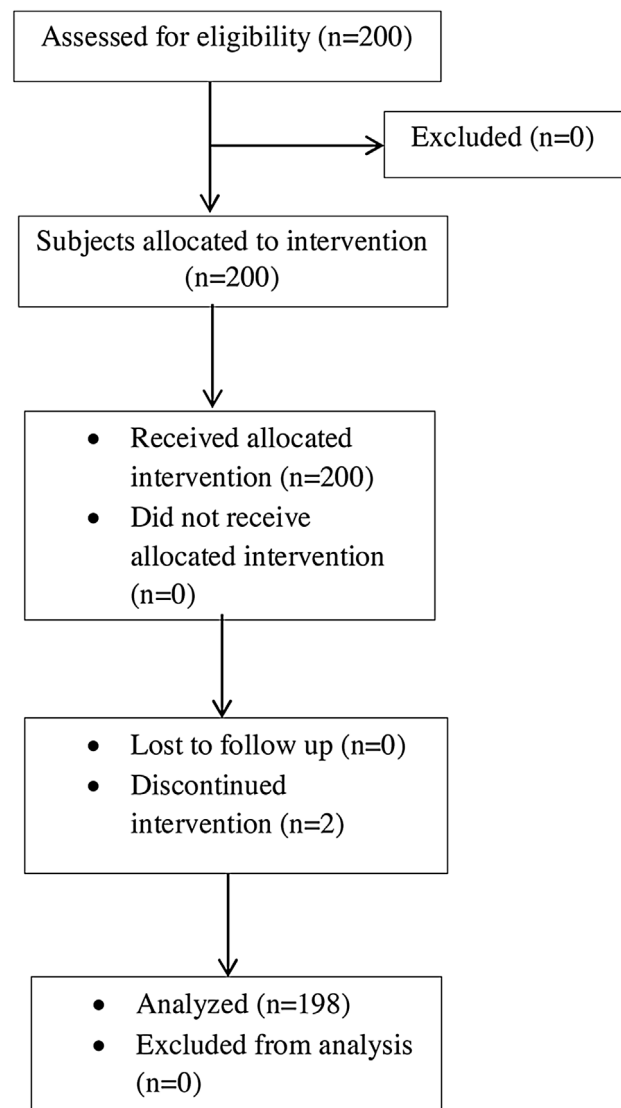 Assessed for eligibility (n=200)
Excluded (n=0)
Subjects allocated to intervention
(n=200)
• Received allocated
intervention (n=200)
• Did not receive
allocated intervention
(n=0)
• Lost to follow up (n=0)
• Discontinued
intervention (n=2)
• Analyzed (n=198)
• Excluded from analysis
(n=0)